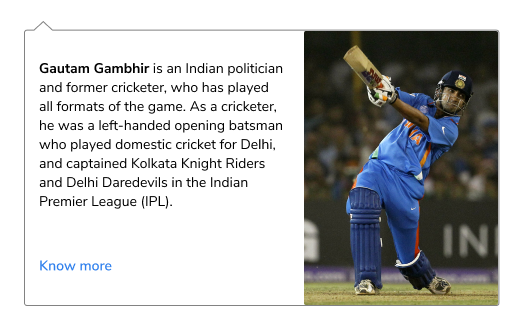 Gautam Gambhir is an Indian politician
and former cricketer, who has played
all formats of the game. As a cricketer,
he was a left-handed opening batsman
who played domestic cricket for Delhi,
and captained Kolkata Knight Riders
and Delhi Daredevils in the Indian
Premier League (IPL).
Know more
IN